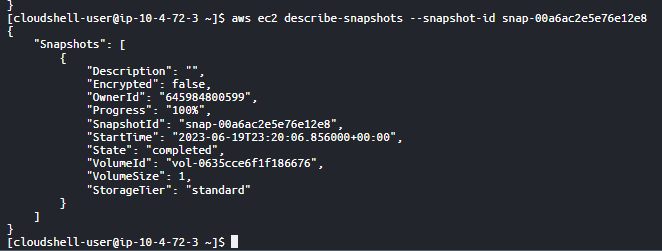 [cloudshell-user@ip-10-4-72-3 ~]$ aws ec2 describe-snapshots --snapshot-id snap-00a6ac2e5e76e12e8
{
    "Snapshots": [
        {
            "Description": "",
            "Encrypted": false,
            "OwnerId": "645984800599",
            "Progress": "100%",
            "SnapshotId": "snap-00a6ac2e5e76e12e8",
            "StartTime": "2023-06-19T23:20:06.856000+00:00",
            "State": "completed",
            "VolumeId": "vol-0635cce6f1f186676",
            "VolumeSize": 1,
            "StorageTier": "standard"
        }
    ]
}
[cloudshell-user@ip-10-4-72-3 ~]$